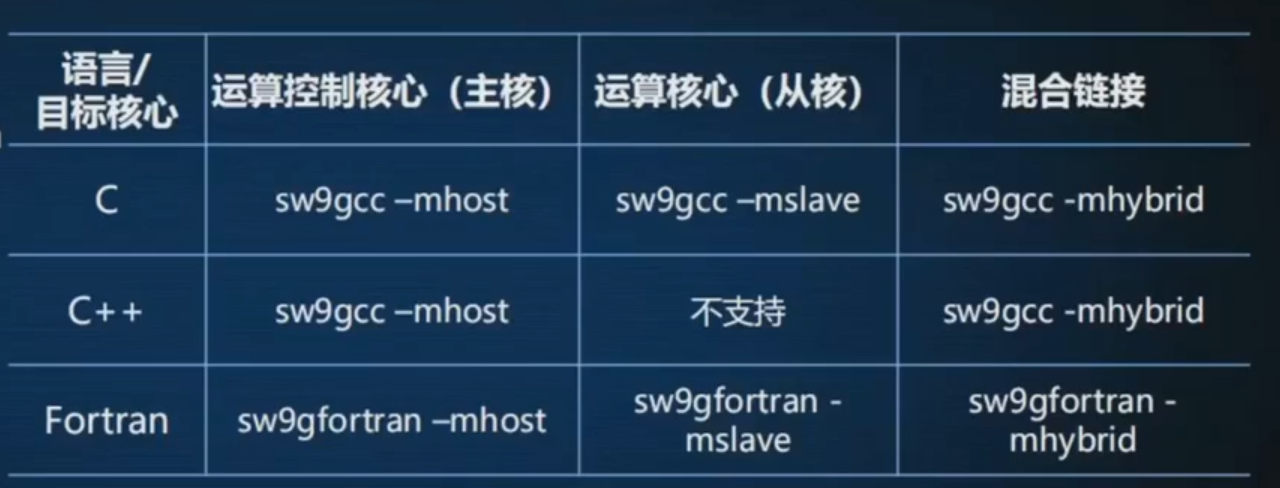 语言/
目标核心
运算控制核心（主核）
运算核心（从核）
混合链接
C
sw9gcc –mhost
sw9gcc –mslave
sw9gcc -mhybrid
C++
sw9gcc –mhost
不支持
sw9gcc -mhybrid
Fortran
sw9gfortran –mhost
sw9gfortran -
mslave
sw9gfortran -
mhybrid